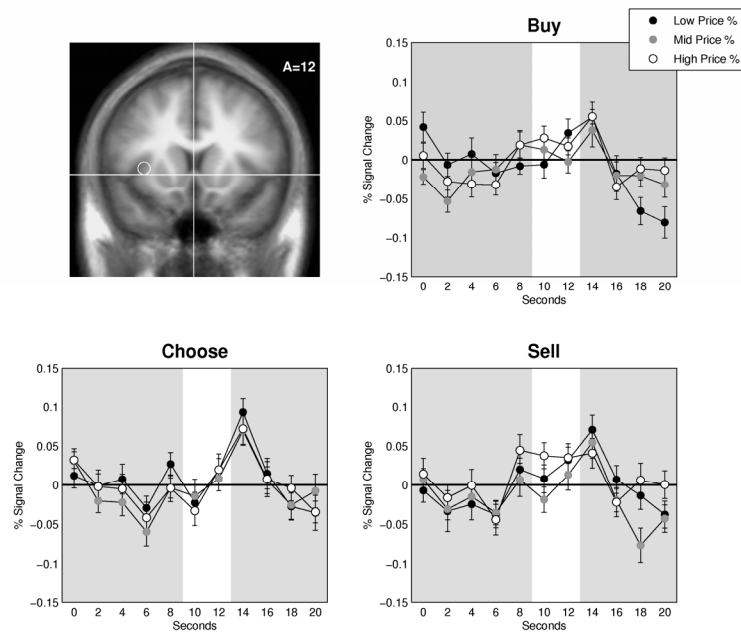 Buy
Low Price %
Mid Price %
High Price %
A=12
0.15
0.1
0.05
0
−0.05
−0.1
−0.15
% Signal Change
0 2 4 6 8 10 12 14 16 18 20
Seconds
Choose
0.15
0.1
0.05
0
−0.05
−0.1
−0.15
% Signal Change
0 2 4 6 8 10 12 14 16 18 20
Seconds
Sell
0.15
0.1
0.05
0
−0.05
−0.1
−0.15
% Signal Change
0 2 4 6 8 10 12 14 16 18 20
Seconds